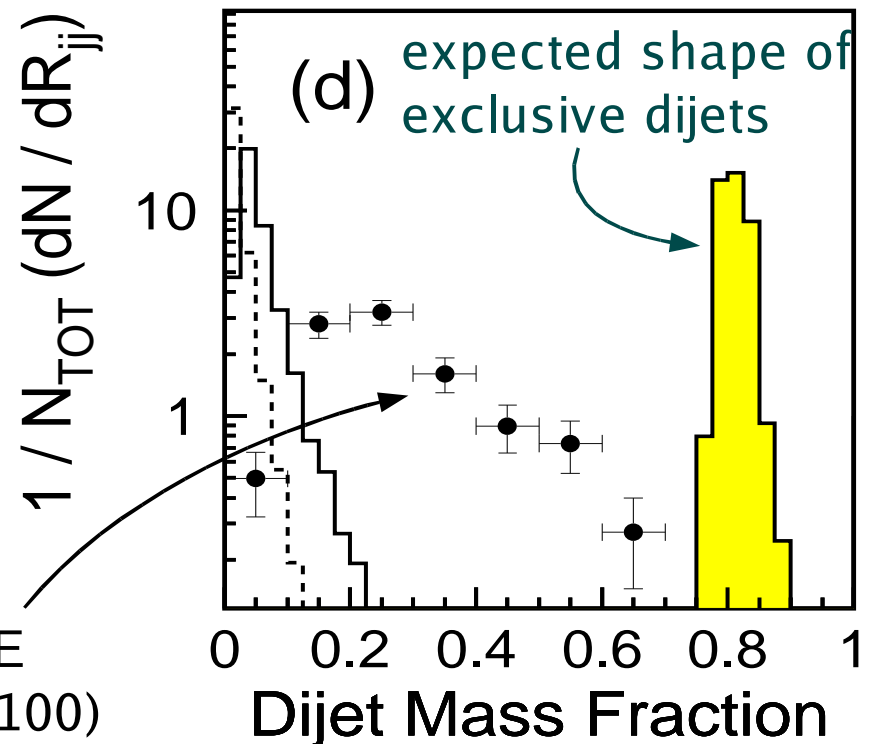 1 / N_TOT (dN / dR_jj)
(d)
expected shape of
exclusive dijets
10
1
E
100)
0 0.2 0.4 0.6 0.8 1
Dijet Mass Fraction